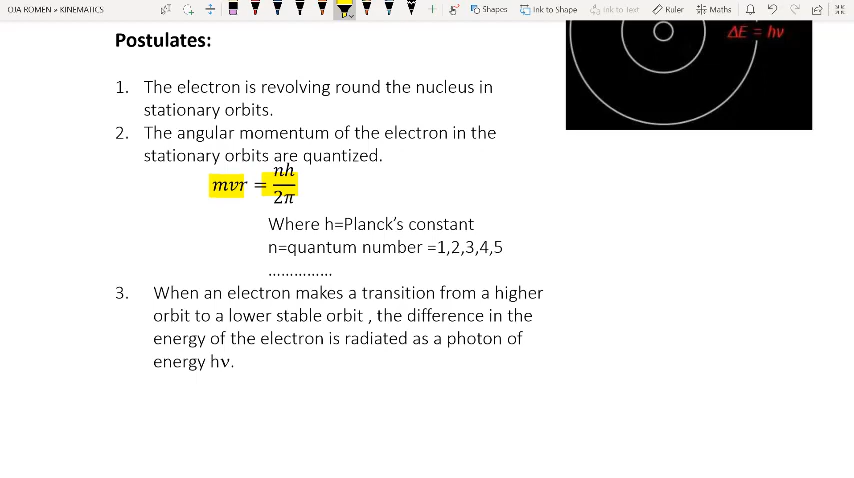 OJA ROMEN » KINEMATICS
Shapes
Ink to Shape
Ink to Text
Ruler
Maths
Postulates:
ΔE = hν
1. The electron is revolving round the nucleus in
stationary orbits.
2. The angular momentum of the electron in the
stationary orbits are quantized.
mvr = nh/2π
Where h=Planck's constant
n=quantum number =1,2,3,4,5
...............
3. When an electron makes a transition from a higher
orbit to a lower stable orbit , the difference in the
energy of the electron is radiated as a photon of
energy hν.